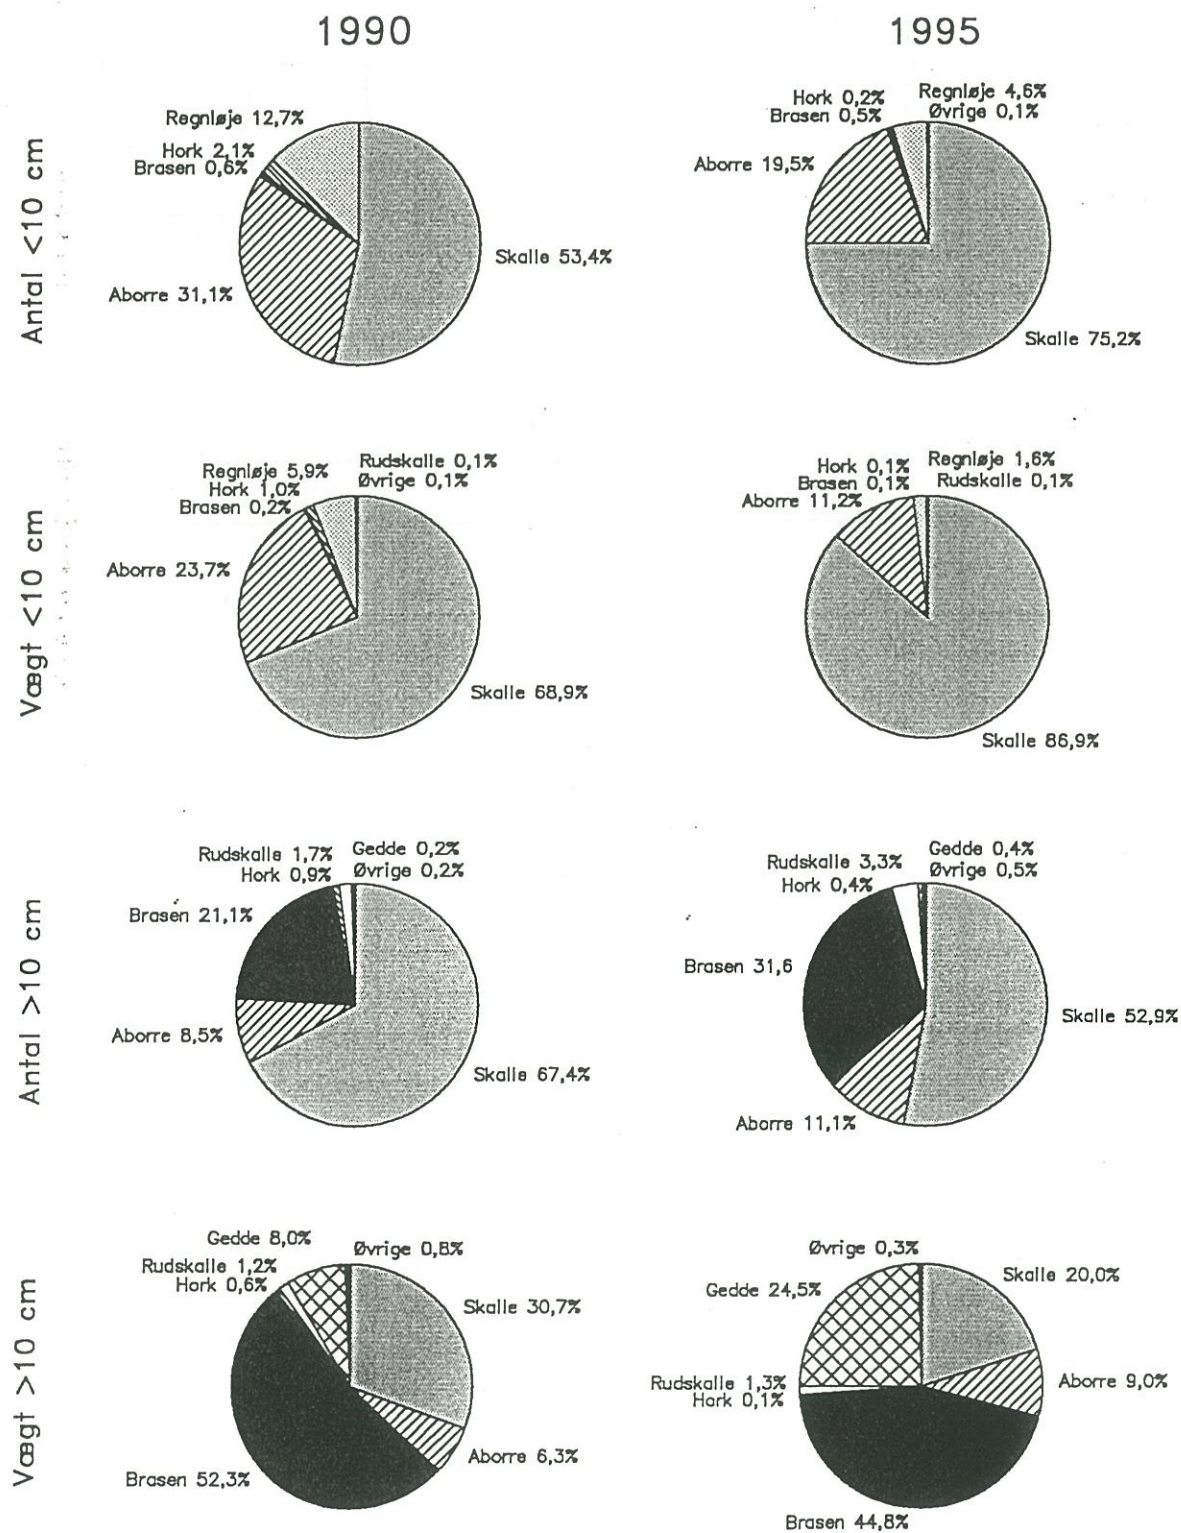 1990
1995
Antal <10 cm
Regnløje 12,7%
Hork 2,1%
Brasen 0,6%
Aborre 31,1%
Skalle 53,4%
Hork 0,2%
Regnløje 4,6%
Brasen 0,5%
Øvrige 0,1%
Aborre 19,5%
Skalle 75,2%
Vægt <10 cm
Regnløje 5,9%
Rudskalle 0,1%
Hork 1,0%
Øvrige 0,1%
Brasen 0,2%
Aborre 23,7%
Skalle 68,9%
Hork 0,1%
Regnløje 1,6%
Brasen 0,1%
Rudskalle 0,1%
Aborre 11,2%
Skalle 86,9%
Antal >10 cm
Rudskalle 1,7%
Gedde 0,2%
Hork 0,9%
Øvrige 0,2%
Brasen 21,1%
Aborre 8,5%
Skalle 67,4%
Rudskalle 3,3%
Gedde 0,4%
Hork 0,4%
Øvrige 0,5%
Brasen 31,6
Skalle 52,9%
Aborre 11,1%
Vægt >10 cm
Gedde 8,0%
Øvrige 0,8%
Rudskalle 1,2%
Hork 0,6%
Skalle 30,7%
Aborre 6,3%
Brasen 52,3%
Øvrige 0,3%
Gedde 24,5%
Skalle 20,0%
Rudskalle 1,3%
Hork 0,1%
Aborre 9,0%
Brasen 44,8%